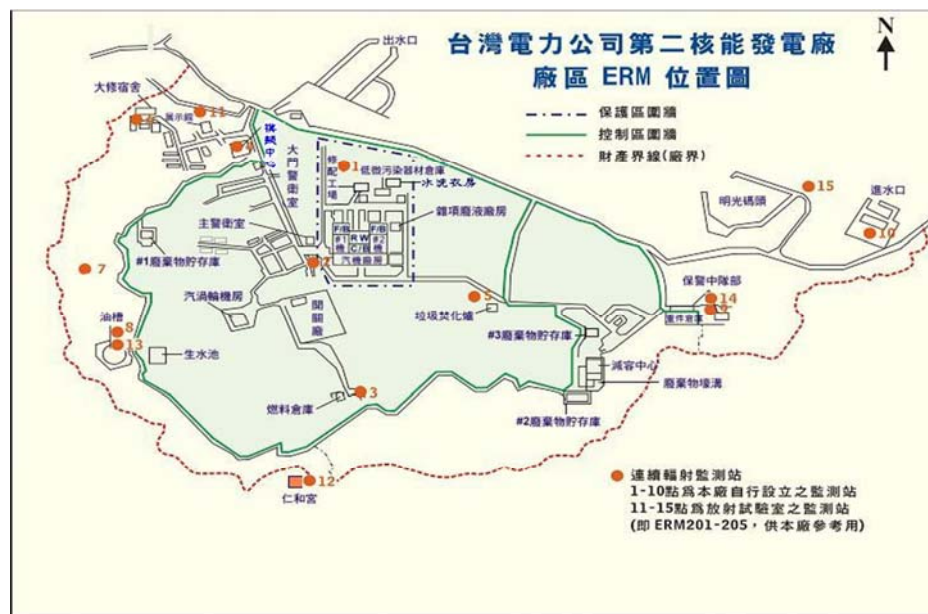 台灣電力公司第二核能發電廠
廠區 ERM 位置圖
N
保護區圍牆
控制區圍牆
財產界線(廠界)
出水口
大修宿舍
展示館
11
模擬中心
大門警衛室
修配工場
1
低微污染器材倉庫
冰洗衣房
雜項廢液廠房
F/B
#1機
R W
C/B
F/B
#2機
汽機廠房
主警衛室
2
#1廢棄物貯存庫
7
汽渦輪機房
開關廠
油槽
8
13
生水池
燃料倉庫
3
5
垃圾焚化爐
#3廢棄物貯存庫
減容中心
廢棄物壕溝
#2廢棄物貯存庫
12
仁和宮
明光碼頭
15
進水口
10
保警中隊部
14
連續輻射監測站
1-10點為本廠自行設立之監測站
11-15點為放射試驗室之監測站
(即 ERM201-205，供本廠參考用)